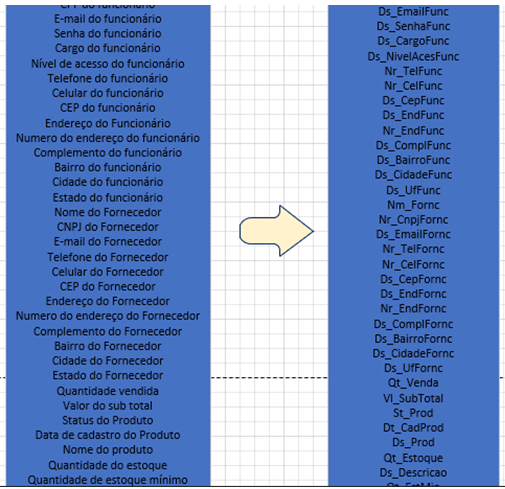 CPF do funcionário
E-mail do funcionário
Senha do funcionário
Cargo do funcionário
Nível de acesso do funcionário
Telefone do funcionário
Celular do funcionário
CEP do funcionário
Endereço do Funcionário
Numero do endereço do funcionário
Complemento do funcionário
Bairro do funcionário
Cidade do funcionário
Estado do funcionário
Nome do Fornecedor
CNPJ do Fornecedor
E-mail do Fornecedor
Telefone do Fornecedor
Celular do Fornecedor
CEP do Fornecedor
Endereço do Fornecedor
Numero do endereço do Fornecedor
Complemento do Fornecedor
Bairro do Fornecedor
Cidade do Fornecedor
Estado do Fornecedor
Quantidade vendida
Valor do sub total
Status do Produto
Data de cadastro do Produto
Nome do produto
Quantidade do estoque
Quantidade de estoque mínimo
Ds_EmailFunc
Ds_SenhaFunc
Ds_CargoFunc
Ds_NivelAcesFunc
Nr_TelFunc
Nr_CelFunc
Ds_CepFunc
Ds_EndFunc
Nr_EndFunc
Ds_ComplFunc
Ds_BairroFunc
Ds_CidadeFunc
Ds_UfFunc
Nm_Fornc
Nr_CnpjFornc
Ds_EmailFornc
Nr_TelFornc
Nr_CelFornc
Ds_CepFornc
Ds_EndFornc
Nr_EndFornc
Ds_ComplFornc
Ds_BairroFornc
Ds_CidadeFornc
Ds_UfFornc
Qt_Venda
Vl_SubTotal
St_Prod
Dt_CadProd
Ds_Prod
Qt_Estoque
Ds_Descricao